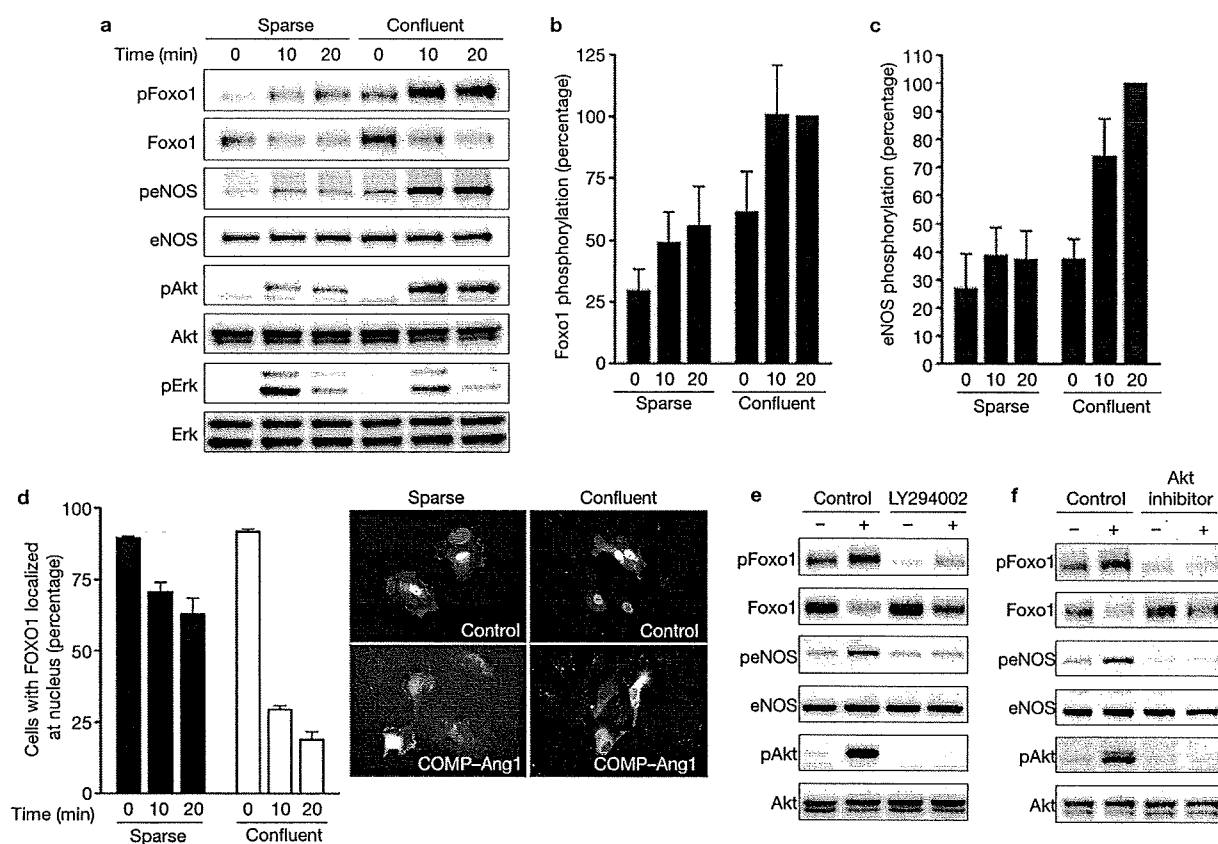 a
Sparse Confluent
Time (min) 0 10 20 0 10 20
pFoxo1
Foxo1
peNOS
eNOS
pAkt
Akt
pErk
Erk
b
Foxo1 phosphorylation (percentage)
125
100
75
50
25
0
0 10 20 0 10 20
Sparse Confluent
c
eNOS phosphorylation (percentage)
110
100
90
80
70
60
50
40
30
20
10
0
0 10 20 0 10 20
Sparse Confluent
d
Cells with FOXO1 localized
at nucleus (percentage)
100
75
50
25
0
Time (min) 0 10 20 0 10 20
Sparse Confluent
Sparse Confluent
Control Control
COMP–Ang1 COMP–Ang1
e
Control LY294002
– + – +
pFoxo1
Foxo1
peNOS
eNOS
pAkt
Akt
f
Control Akt
inhibitor
– + – +
pFoxo1
Foxo1
peNOS
eNOS
pAkt
Akt